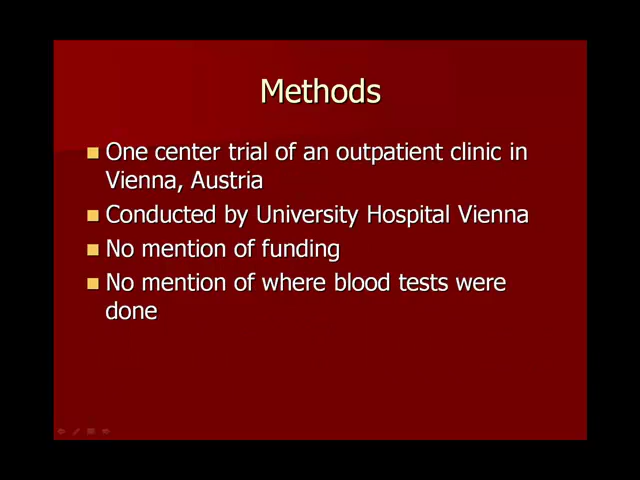 Methods
One center trial of an outpatient clinic in
Vienna, Austria
Conducted by University Hospital Vienna
No mention of funding
No mention of where blood tests were
done